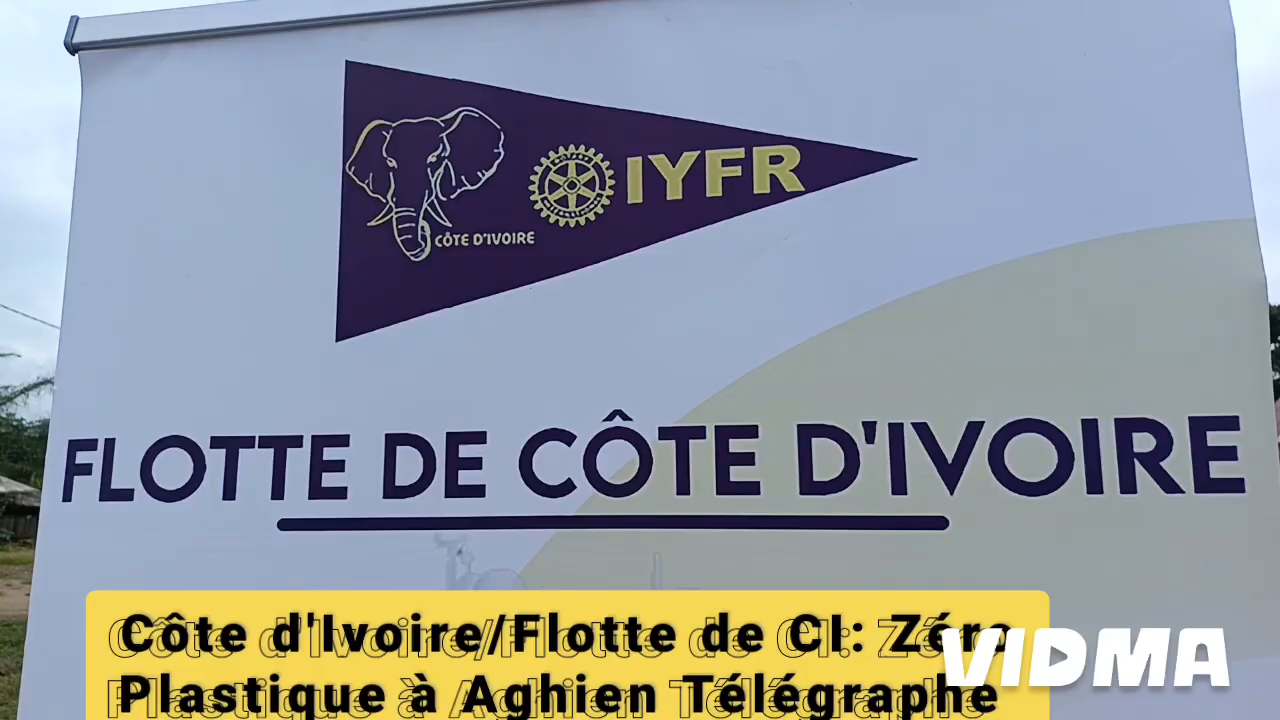 IYFR
CÔTE D'IVOIRE
FLOTTE DE CÔTE D'IVOIRE
Côte d'Ivoire/Flotte de CI: Zéro
Plastique à Aghien Télégraphe
VIDMA